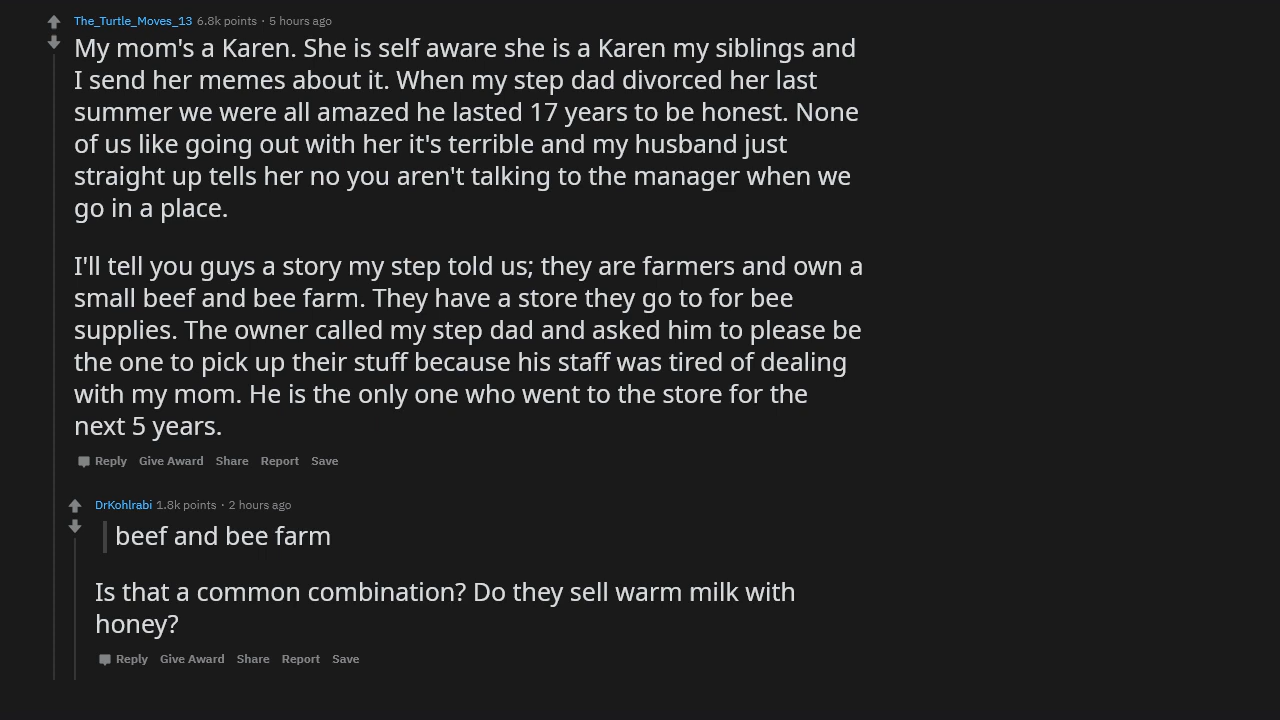 The_Turtle_Moves_13 6.8k points · 5 hours ago
My mom's a Karen. She is self aware she is a Karen my siblings and
I send her memes about it. When my step dad divorced her last
summer we were all amazed he lasted 17 years to be honest. None
of us like going out with her it's terrible and my husband just
straight up tells her no you aren't talking to the manager when we
go in a place.
I'll tell you guys a story my step told us; they are farmers and own a
small beef and bee farm. They have a store they go to for bee
supplies. The owner called my step dad and asked him to please be
the one to pick up their stuff because his staff was tired of dealing
with my mom. He is the only one who went to the store for the
next 5 years.
Reply Give Award Share Report Save
DrKohlrabi 1.8k points · 2 hours ago
beef and bee farm
Is that a common combination? Do they sell warm milk with
honey?
Reply Give Award Share Report Save